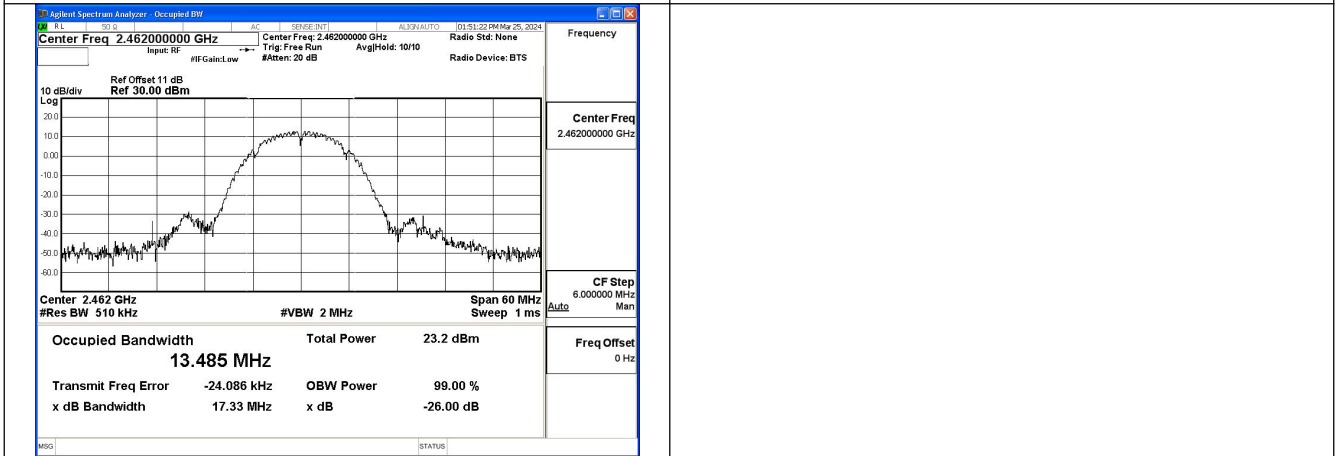 Agilent Spectrum Analyzer - Occupied BW
RL 50 Ω AC SENSE:INT ALIGN AUTO 01:51:22 PM Mar 25, 2024
Center Freq 2.462000000 GHz
Input: RF
#IFGain:Low
Center Freq: 2.462000000 GHz
Trig: Free Run Avg|Hold: 10/10
#Atten: 20 dB
Radio Std: None
Radio Device: BTS
Ref Offset 11 dB
10 dB/div Ref 30.00 dBm
Log
20.0
10.0
0.00
-10.0
-20.0
-30.0
-40.0
-50.0
-60.0
Center 2.462 GHz Span 60 MHz
#Res BW 510 kHz #VBW 2 MHz Sweep 1 ms
Occupied Bandwidth Total Power 23.2 dBm
13.485 MHz
Transmit Freq Error -24.086 kHz OBW Power 99.00 %
x dB Bandwidth 17.33 MHz x dB -26.00 dB
MSG STATUS
Frequency
Center Freq
2.462000000 GHz
CF Step
6.000000 MHz
Auto Man
Freq Offset
0 Hz